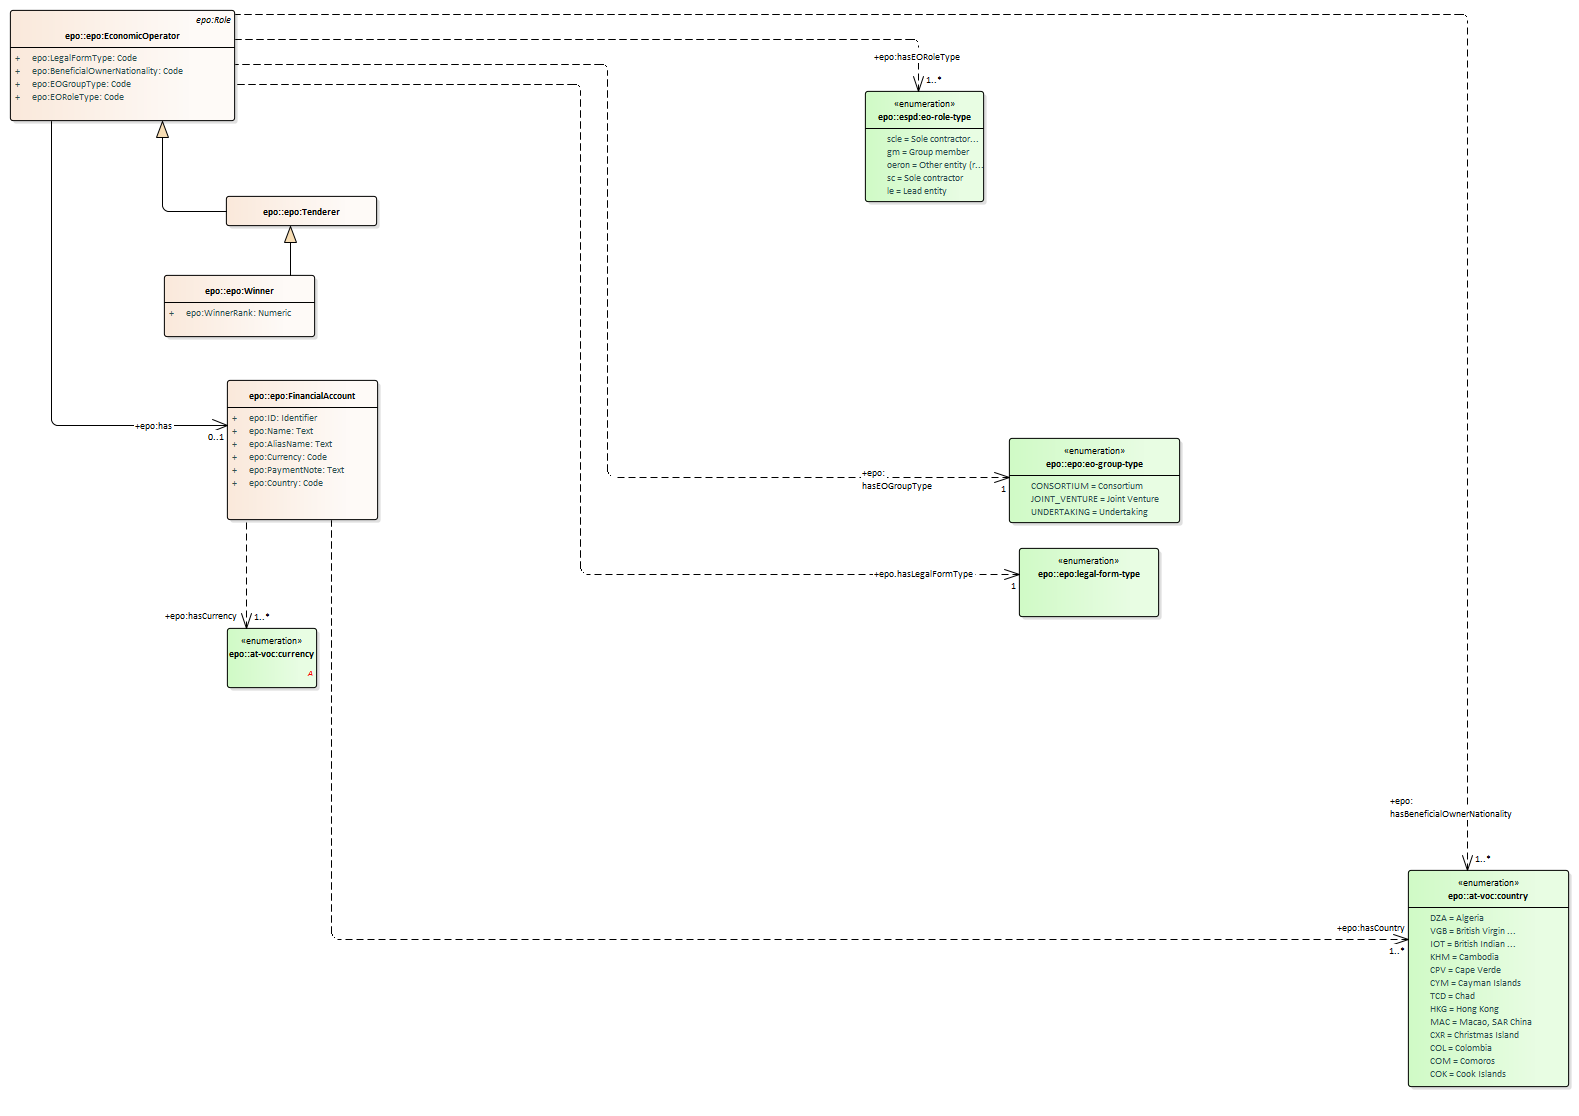 epo:Role
epo::epo:EconomicOperator
+ epo:LegalFormType: Code
+ epo:BeneficialOwnerNationality: Code
+ epo:EOGroupType: Code
+ epo:EORoleType: Code
+epo:hasEORoleType
1..*
«enumeration»
epo::espd:eo-role-type
scle = Sole contractor...
gm = Group member
oeron = Other entity (r...
sc = Sole contractor
le = Lead entity
epo::epo:Tenderer
epo::epo:Winner
+ epo:WinnerRank: Numeric
epo::epo:FinancialAccount
+ epo:ID: Identifier
+ epo:Name: Text
+ epo:AliasName: Text
+ epo:Currency: Code
+ epo:PaymentNote: Text
+ epo:Country: Code
+epo:has
0..1
«enumeration»
epo::epo:eo-group-type
CONSORTIUM = Consortium
JOINT_VENTURE = Joint Venture
UNDERTAKING = Undertaking
+epo:
hasEOGroupType
1
«enumeration»
epo::epo:legal-form-type
+epo.hasLegalFormType
1
+epo:hasCurrency
1..*
«enumeration»
epo::at-voc:currency
+epo:
hasBeneficialOwnerNationality
1..*
«enumeration»
epo::at-voc:country
DZA = Algeria
VGB = British Virgin ...
IOT = British Indian ...
KHM = Cambodia
CPV = Cape Verde
CYM = Cayman Islands
TCD = Chad
HKG = Hong Kong
MAC = Macao, SAR China
CXR = Christmas Island
COL = Colombia
COM = Comoros
COK = Cook Islands
+epo:hasCountry
1..*